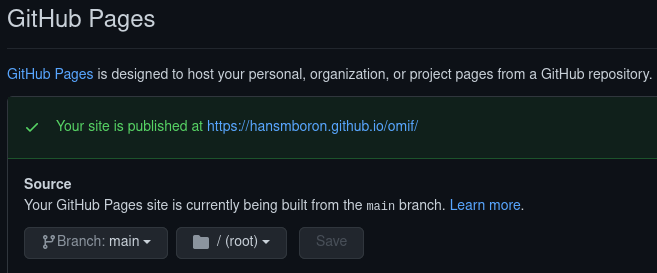 GitHub Pages
GitHub Pages is designed to host your personal, organization, or project pages from a GitHub repository.
Your site is published at https://hansmboron.github.io/omif/
Source
Your GitHub Pages site is currently being built from the main branch. Learn more.
Branch: main / (root) Save